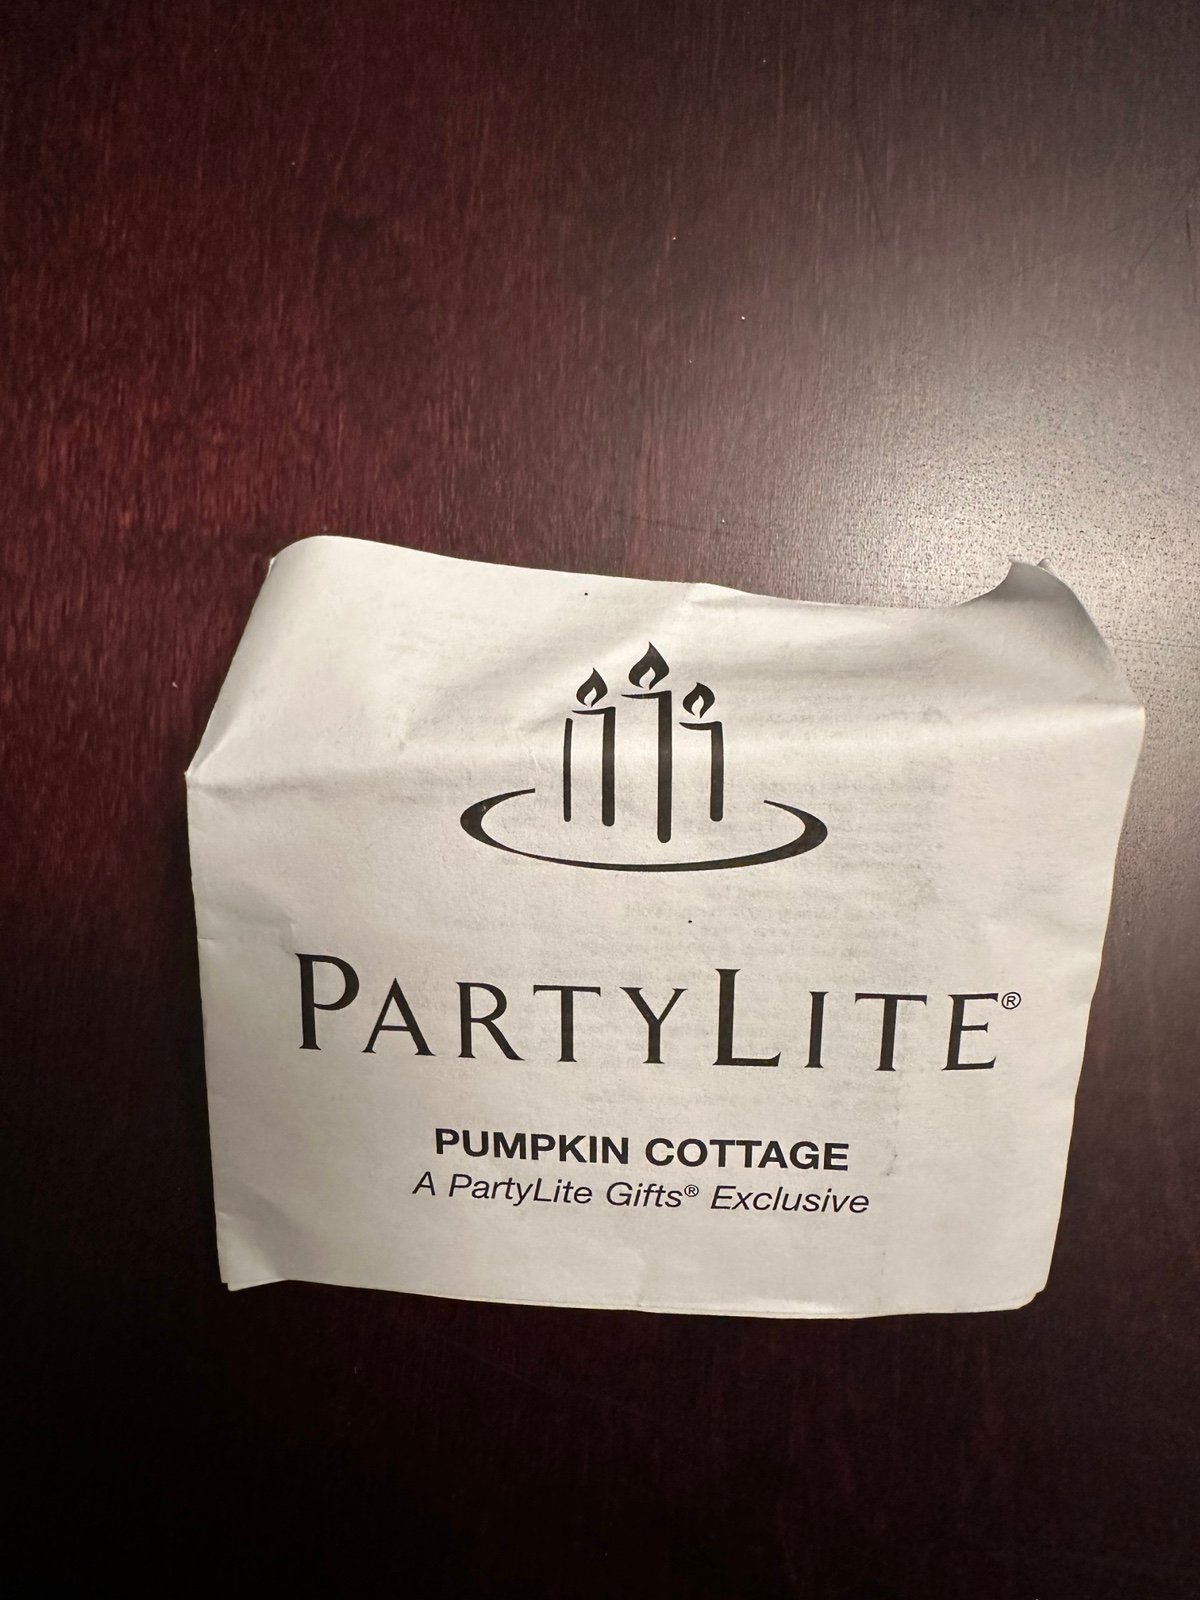 PARTYLITE®
PUMPKIN COTTAGE
A PartyLite Gifts® Exclusive